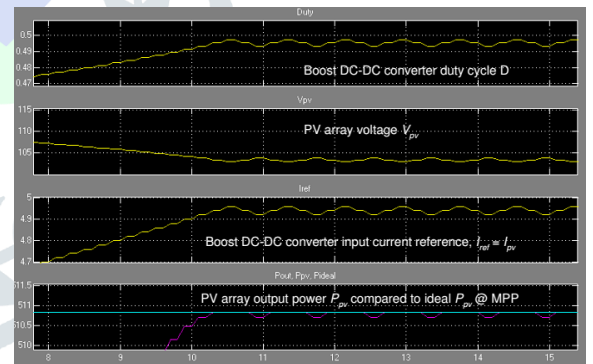 Duty
0.5
0.49
0.48
0.47
Boost DC-DC converter duty cycle D
Vpv
115
110
105
PV array voltage Vpv
Iref
5
4.9
4.8
4.7
Boost DC-DC converter input current reference, Iref ≈ Ipv
Pout, Ppv, Pideal
511.5
511
510.5
510
PV array output power Ppv compared to ideal Ppv @ MPP
8 9 10 11 12 13 14 15